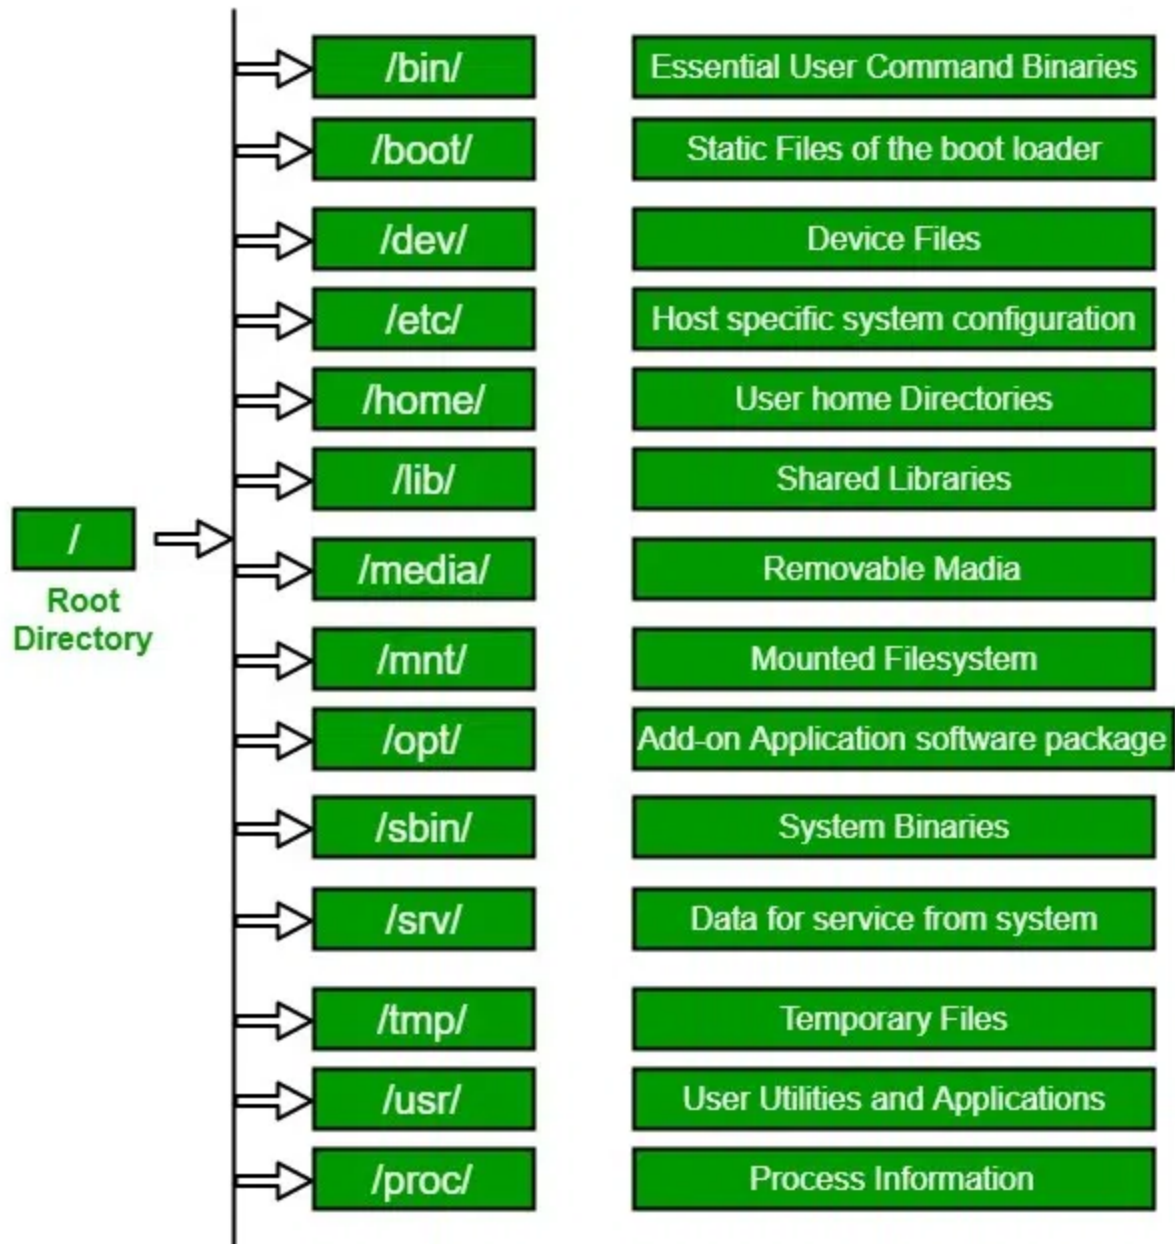 /bin/ Essential User Command Binaries
/boot/ Static Files of the boot loader
/dev/ Device Files
/etc/ Host specific system configuration
/home/ User home Directories
/lib/ Shared Libraries
/
Root
Directory
/media/ Removable Madia
/mnt/ Mounted Filesystem
/opt/ Add-on Application software package
/sbin/ System Binaries
/srv/ Data for service from system
/tmp/ Temporary Files
/usr/ User Utilities and Applications
/proc/ Process Information